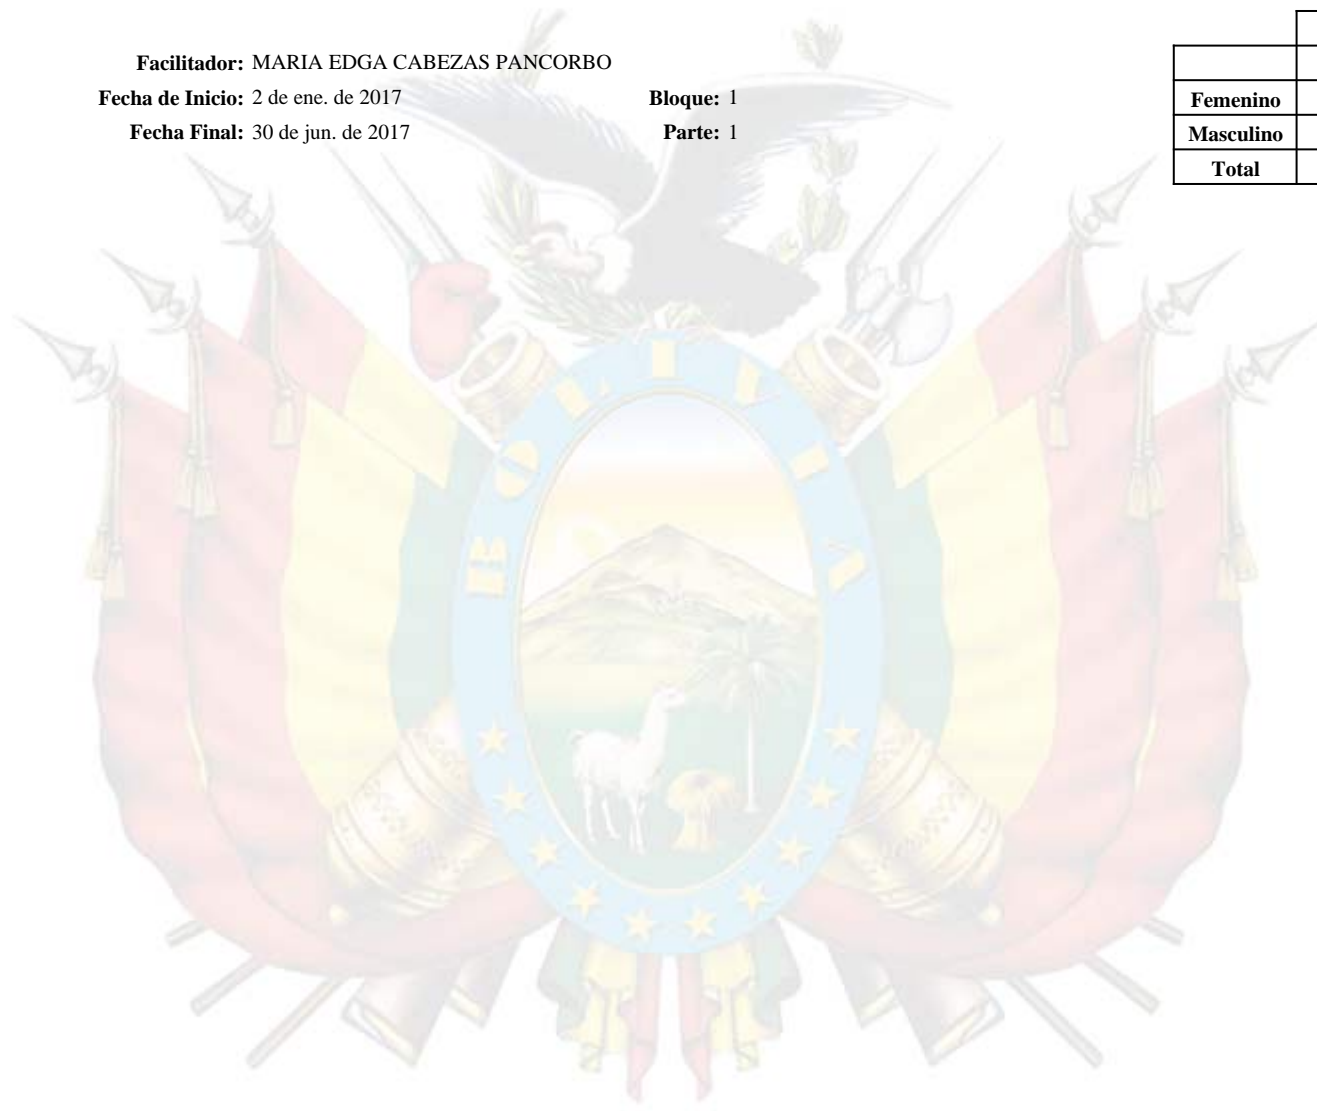 Facilitador: MARIA EDGA CABEZAS PANCORBO
Fecha de Inicio: 2 de ene. de 2017 Bloque: 1
Fecha Final: 30 de jun. de 2017 Parte: 1
Femenino
Masculino
Total
BOLIVIA